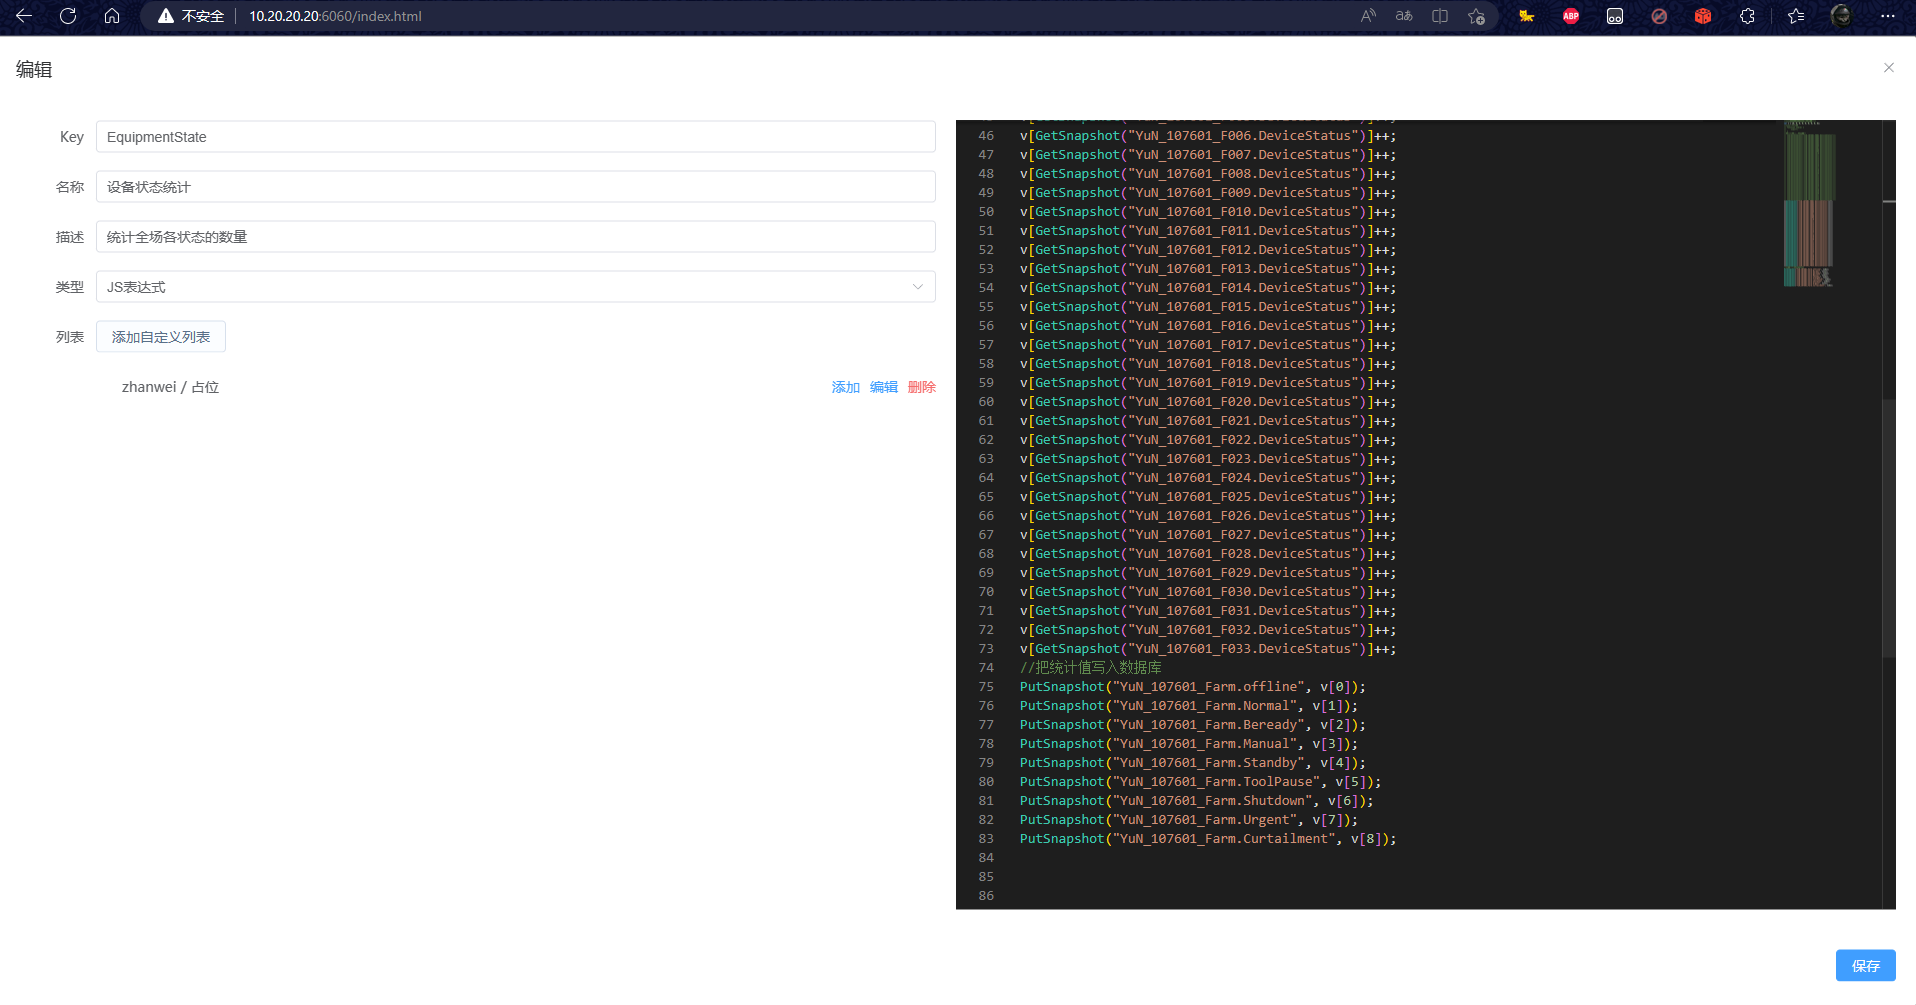 不安全
10.20.20.20:6060/index.html
编辑
Key
EquipmentState
名称
设备状态统计
描述
统计全场各状态的数量
类型
JS表达式
列表
添加自定义列表
zhanwei / 占位
添加 编辑 删除
46 v[GetSnapshot("YuN_107601_F006.DeviceStatus")]++;
47 v[GetSnapshot("YuN_107601_F007.DeviceStatus")]++;
48 v[GetSnapshot("YuN_107601_F008.DeviceStatus")]++;
49 v[GetSnapshot("YuN_107601_F009.DeviceStatus")]++;
50 v[GetSnapshot("YuN_107601_F010.DeviceStatus")]++;
51 v[GetSnapshot("YuN_107601_F011.DeviceStatus")]++;
52 v[GetSnapshot("YuN_107601_F012.DeviceStatus")]++;
53 v[GetSnapshot("YuN_107601_F013.DeviceStatus")]++;
54 v[GetSnapshot("YuN_107601_F014.DeviceStatus")]++;
55 v[GetSnapshot("YuN_107601_F015.DeviceStatus")]++;
56 v[GetSnapshot("YuN_107601_F016.DeviceStatus")]++;
57 v[GetSnapshot("YuN_107601_F017.DeviceStatus")]++;
58 v[GetSnapshot("YuN_107601_F018.DeviceStatus")]++;
59 v[GetSnapshot("YuN_107601_F019.DeviceStatus")]++;
60 v[GetSnapshot("YuN_107601_F020.DeviceStatus")]++;
61 v[GetSnapshot("YuN_107601_F021.DeviceStatus")]++;
62 v[GetSnapshot("YuN_107601_F022.DeviceStatus")]++;
63 v[GetSnapshot("YuN_107601_F023.DeviceStatus")]++;
64 v[GetSnapshot("YuN_107601_F024.DeviceStatus")]++;
65 v[GetSnapshot("YuN_107601_F025.DeviceStatus")]++;
66 v[GetSnapshot("YuN_107601_F026.DeviceStatus")]++;
67 v[GetSnapshot("YuN_107601_F027.DeviceStatus")]++;
68 v[GetSnapshot("YuN_107601_F028.DeviceStatus")]++;
69 v[GetSnapshot("YuN_107601_F029.DeviceStatus")]++;
70 v[GetSnapshot("YuN_107601_F030.DeviceStatus")]++;
71 v[GetSnapshot("YuN_107601_F031.DeviceStatus")]++;
72 v[GetSnapshot("YuN_107601_F032.DeviceStatus")]++;
73 v[GetSnapshot("YuN_107601_F033.DeviceStatus")]++;
74 //把统计值写入数据库
75 PutSnapshot("YuN_107601_Farm.offline", v[0]);
76 PutSnapshot("YuN_107601_Farm.Normal", v[1]);
77 PutSnapshot("YuN_107601_Farm.Beready", v[2]);
78 PutSnapshot("YuN_107601_Farm.Manual", v[3]);
79 PutSnapshot("YuN_107601_Farm.Standby", v[4]);
80 PutSnapshot("YuN_107601_Farm.ToolPause", v[5]);
81 PutSnapshot("YuN_107601_Farm.Shutdown", v[6]);
82 PutSnapshot("YuN_107601_Farm.Urgent", v[7]);
83 PutSnapshot("YuN_107601_Farm.Curtailment", v[8]);
84
85
86
保存